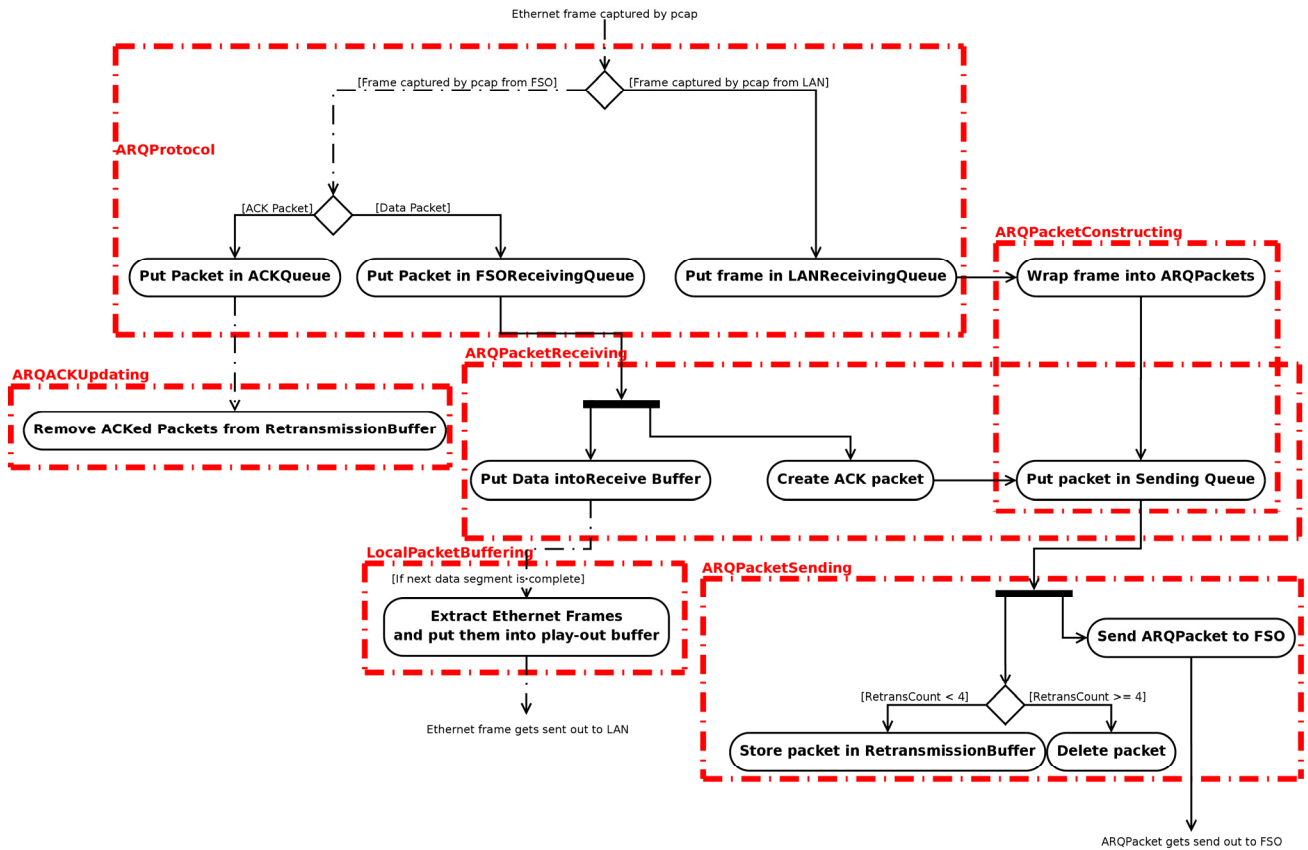 Ethernet frame captured by pcap
[Frame captured by pcap from FSO]
[Frame captured by pcap from LAN]
ARQProtocol
[ACK Packet]
[Data Packet]
ARQPacketConstructing
Put Packet in ACKQueue
Put Packet in FSOReceivingQueue
Put frame in LANReceivingQueue
Wrap frame into ARQPackets
ARQPacketReceiving
ARQACKUpdating
Remove ACKed Packets from RetransmissionBuffer
Put Data intoReceive Buffer
Create ACK packet
Put packet in Sending Queue
LocalPacketBuffering
ARQPacketSending
[If next data segment is complete]
Extract Ethernet Frames
and put them into play-out buffer
Send ARQPacket to FSO
[RetransCount < 4]
[RetransCount >= 4]
Ethernet frame gets sent out to LAN
Store packet in RetransmissionBuffer
Delete packet
ARQPacket gets send out to FSO